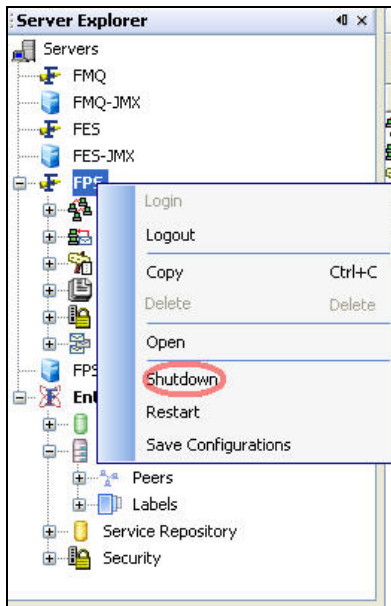 Server Explorer
Servers
FMQ
FMQ-JMX
FES
FES-JMX
FPS
Login
Logout
Copy Ctrl+C
Delete Delete
Open
Shutdown
Restart
Save Configurations
FPS
Ent
Peers
Labels
Service Repository
Security